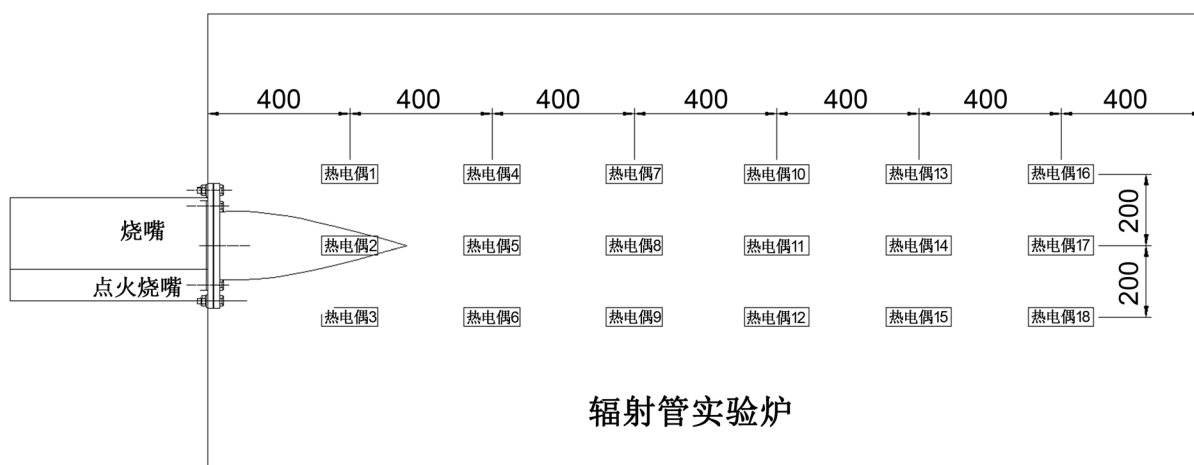 400 400 400 400 400 400 400
热电偶1 热电偶4 热电偶7 热电偶10 热电偶13 热电偶16
200
烧嘴
热电偶2 热电偶5 热电偶8 热电偶11 热电偶14 热电偶17
点火烧嘴
200
热电偶3 热电偶6 热电偶9 热电偶12 热电偶15 热电偶18
辐射管实验炉